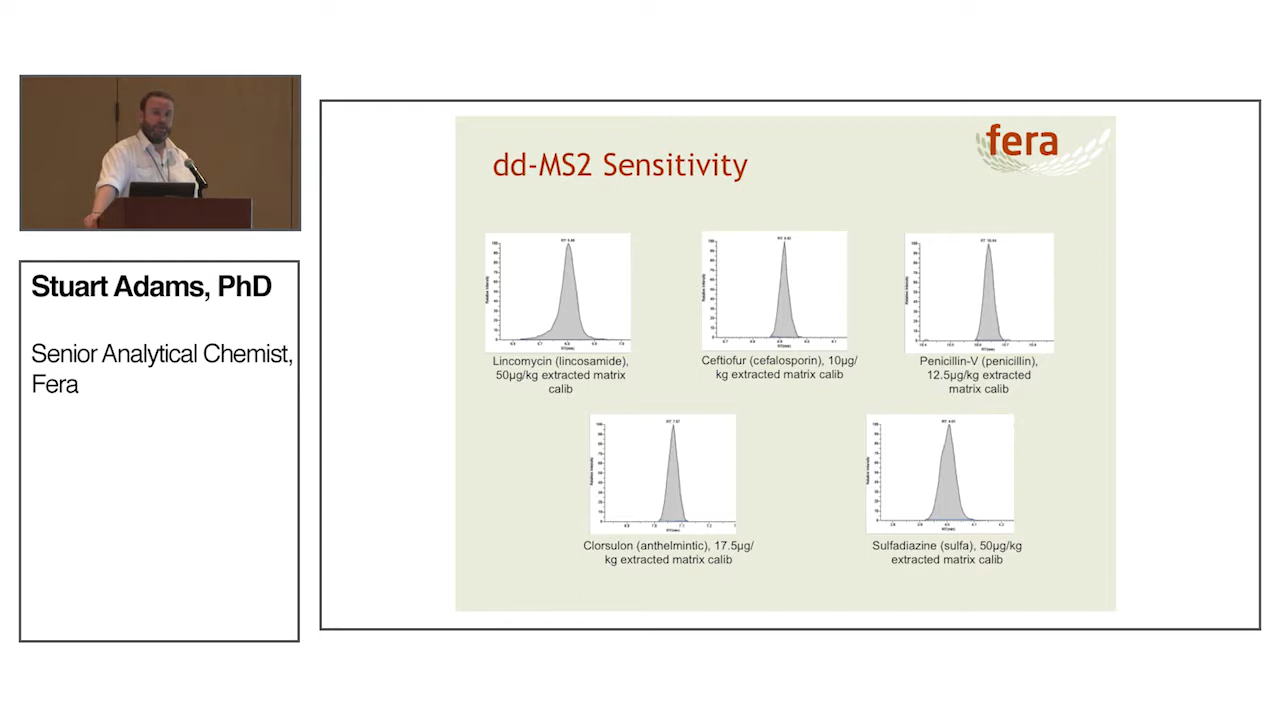 Stuart Adams, PhD
Senior Analytical Chemist,
Fera
fera
dd-MS2 Sensitivity
Lincomycin (lincosamide),
50µg/kg extracted matrix
calib
Ceftiofur (cefalosporin), 10µg/
kg extracted matrix calib
Penicillin-V (penicillin),
12.5µg/kg extracted
matrix calib
Clorsulon (anthelmintic), 17.5µg/
kg extracted matrix calib
Sulfadiazine (sulfa), 50µg/kg
extracted matrix calib